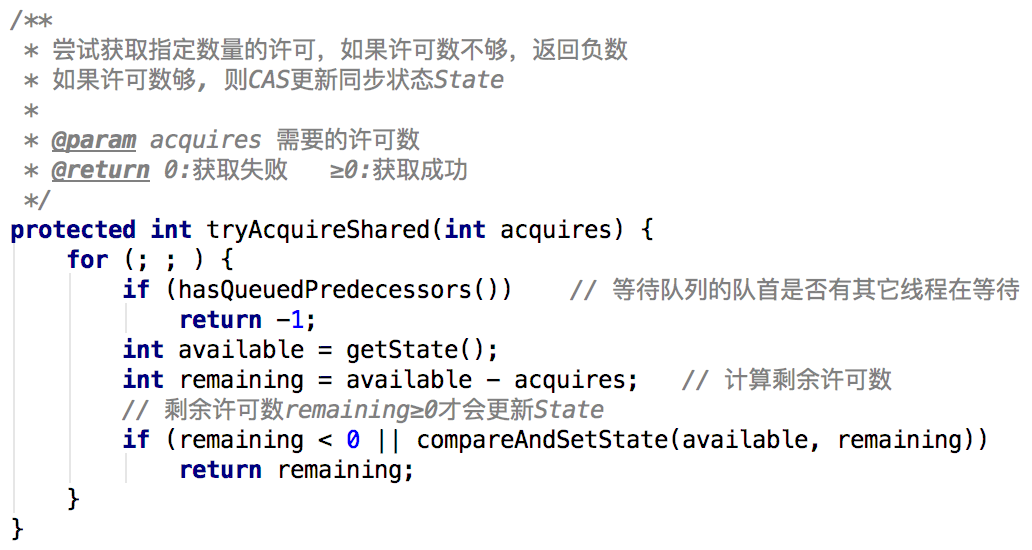 /**
 * 尝试获取指定数量的许可，如果许可数不够，返回负数
 * 如果许可数够, 则CAS更新同步状态State
 *
 * @param acquires 需要的许可数
 * @return 0:获取失败   ≥0:获取成功
 */
protected int tryAcquireShared(int acquires) {
    for (; ; ) {
        if (hasQueuedPredecessors())    // 等待队列的队首是否有其它线程在等待
            return -1;
        int available = getState();
        int remaining = available - acquires;   // 计算剩余许可数
        // 剩余许可数remaining≥0才会更新State
        if (remaining < 0 || compareAndSetState(available, remaining))
            return remaining;
    }
}